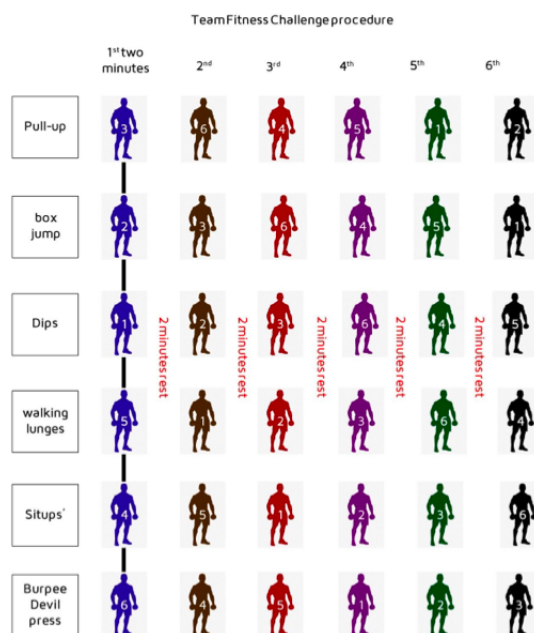 Team Fitness Challenge procedure
1st two
minutes
2nd
3rd
4th
5th
6th
Pull-up
3
6
4
5
1
2
box
jump
2
3
6
4
5
1
Dips
1
2
3
6
4
5
2 minutes rest
2 minutes rest
2 minutes rest
2 minutes rest
2 minutes rest
walking
lunges
5
1
2
3
6
4
Situps*
4
5
1
2
3
6
Burpee
Devil
press
6
4
5
1
2
3